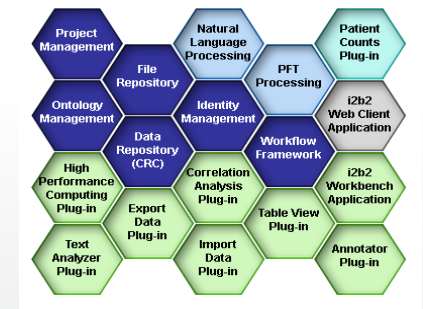 Project
Management
Natural
Language
Processing
Patient
Counts
Plug-in
File
Repository
PFT
Processing
Ontology
Management
Identity
Management
i2b2
Web Client
Application
Data
Repository
(CRC)
Workflow
Framework
High
Performance
Computing
Plug-in
Correlation
Analysis
Plug-in
i2b2
Workbench
Application
Export
Data
Plug-in
Table View
Plug-in
Text
Analyzer
Plug-in
Import
Data
Plug-in
Annotator
Plug-in